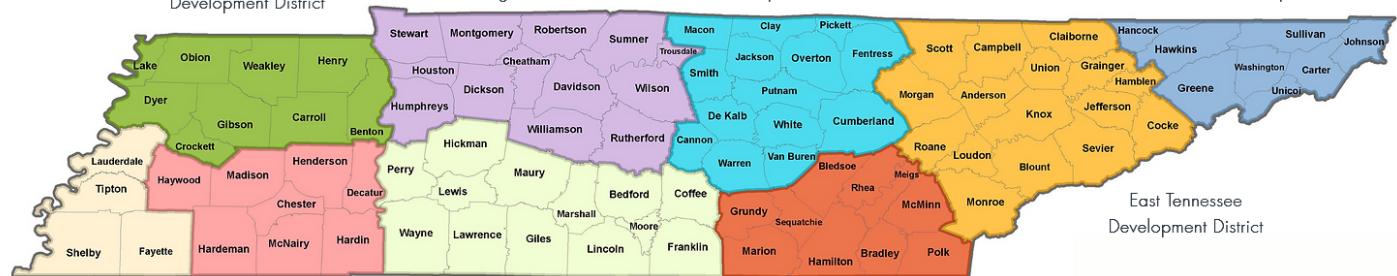 Development District
Stewart
Montgomery
Robertson
Sumner
Trousdale
Houston
Cheatham
Dickson
Davidson
Wilson
Humphreys
Williamson
Rutherford
Macon
Clay
Pickett
Jackson
Overton
Fentress
Smith
Putnam
De Kalb
White
Cumberland
Cannon
Warren
Van Buren
Scott
Campbell
Claiborne
Union
Grainger
Hamblen
Morgan
Anderson
Jefferson
Knox
Cocke
Roane
Loudon
Blount
Sevier
Monroe
Hancock
Hawkins
Sullivan
Johnson
Washington
Carter
Greene
Unicoi
Lake
Obion
Weakley
Henry
Dyer
Gibson
Carroll
Benton
Crockett
Lauderdale
Tipton
Shelby
Fayette
Haywood
Madison
Henderson
Decatur
Chester
Hardeman
McNairy
Hardin
Perry
Hickman
Maury
Lewis
Bedford
Coffee
Marshall
Moore
Wayne
Lawrence
Giles
Lincoln
Franklin
Bledsoe
Rhea
Meigs
McMinn
Grundy
Sequatchie
Marion
Hamilton
Bradley
Polk
East Tennessee
Development District